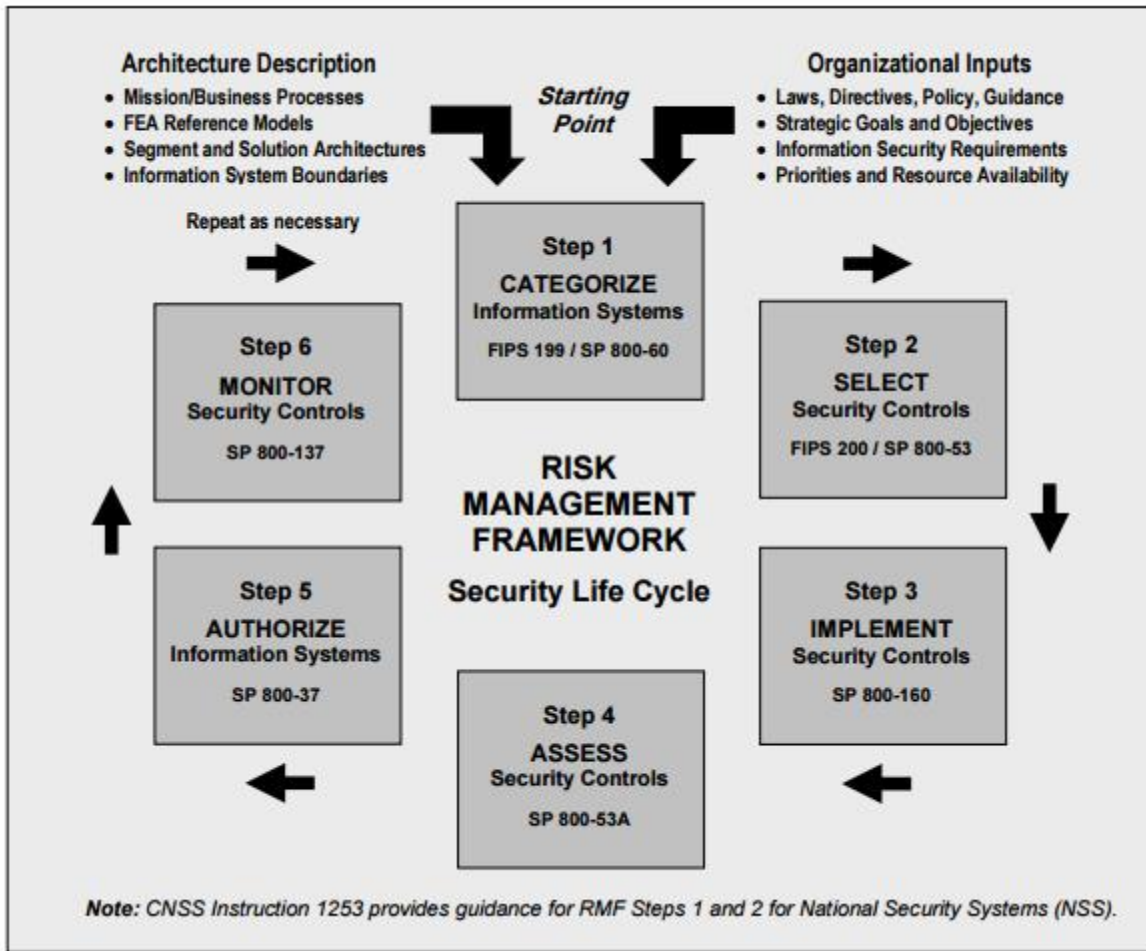 Architecture Description
• Mission/Business Processes
• FEA Reference Models
• Segment and Solution Architectures
• Information System Boundaries
Starting
Point
Organizational Inputs
• Laws, Directives, Policy, Guidance
• Strategic Goals and Objectives
• Information Security Requirements
• Priorities and Resource Availability
Repeat as necessary
Step 1
CATEGORIZE
Information Systems
FIPS 199 / SP 800-60
Step 2
SELECT
Security Controls
FIPS 200 / SP 800-53
Step 6
MONITOR
Security Controls
SP 800-137
RISK
MANAGEMENT
FRAMEWORK
Security Life Cycle
Step 3
IMPLEMENT
Security Controls
SP 800-160
Step 5
AUTHORIZE
Information Systems
SP 800-37
Step 4
ASSESS
Security Controls
SP 800-53A
Note: CNSS Instruction 1253 provides guidance for RMF Steps 1 and 2 for National Security Systems (NSS).